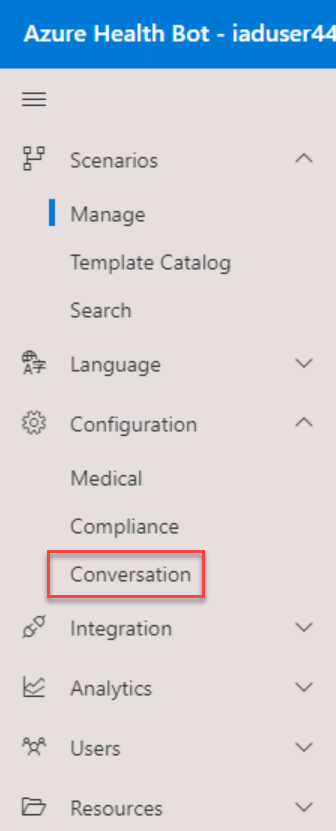 Azure Health Bot - iaduser44
Scenarios
Manage
Template Catalog
Search
Language
Configuration
Medical
Compliance
Conversation
Integration
Analytics
Users
Resources